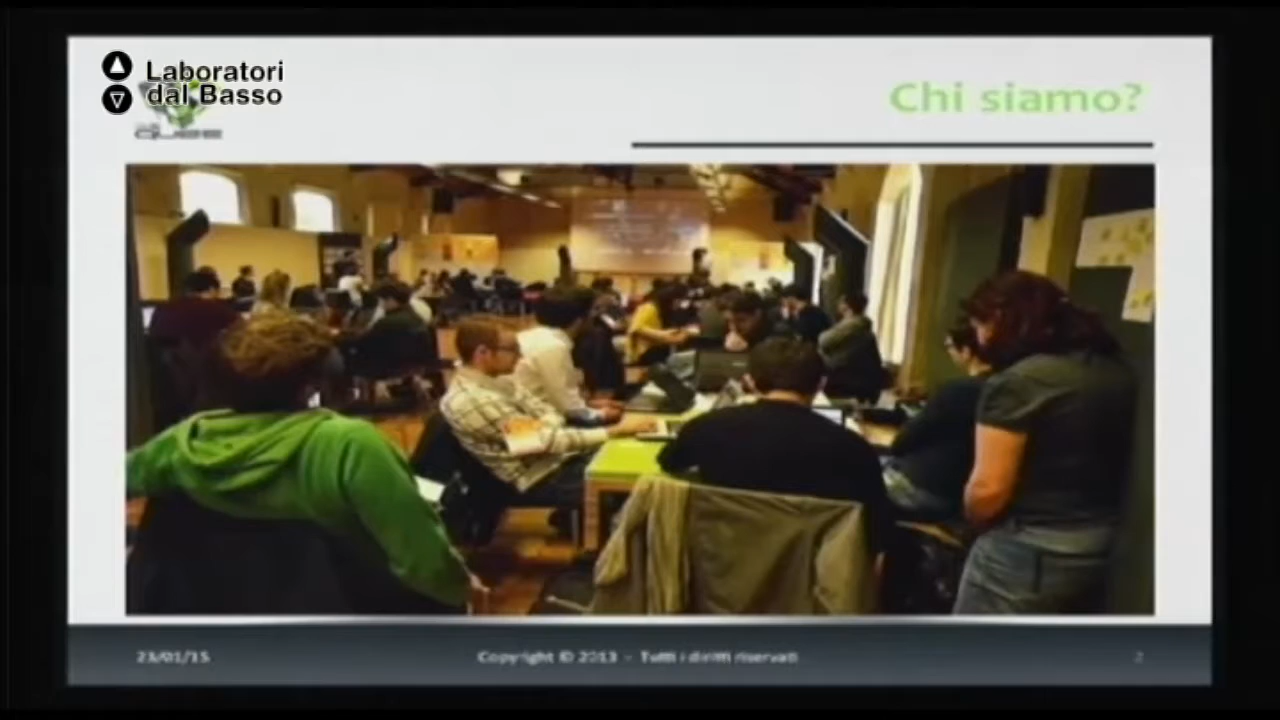 Laboratori
dal Basso
Chi siamo?
23/01/15
Copyright © 2013 - Tutti i diritti riservati
2